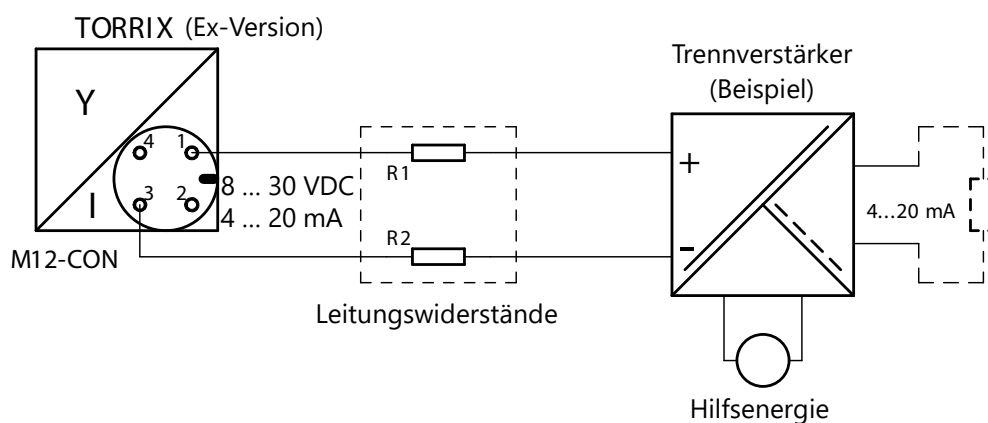 TORRIX (Ex-Version)
Trennverstärker
(Beispiel)
Y
4 1
R1
+
3 2
8 ... 30 VDC
I
4 ... 20 mA
4...20 mA
R2
-
M12-CON
Leitungswiderstände
Hilfsenergie